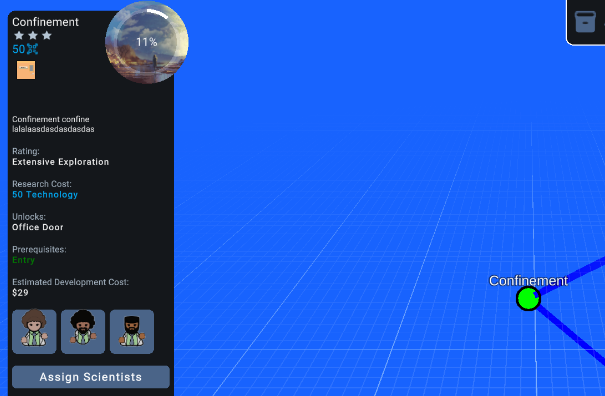 Confinement
50
11%
Confinement confine
lalalaasdasdasdasdas
Rating:
Extensive Exploration
Research Cost:
50 Technology
Unlocks:
Office Door
Prerequisites:
Entry
Estimated Development Cost:
$29
Assign Scientists
Confinement